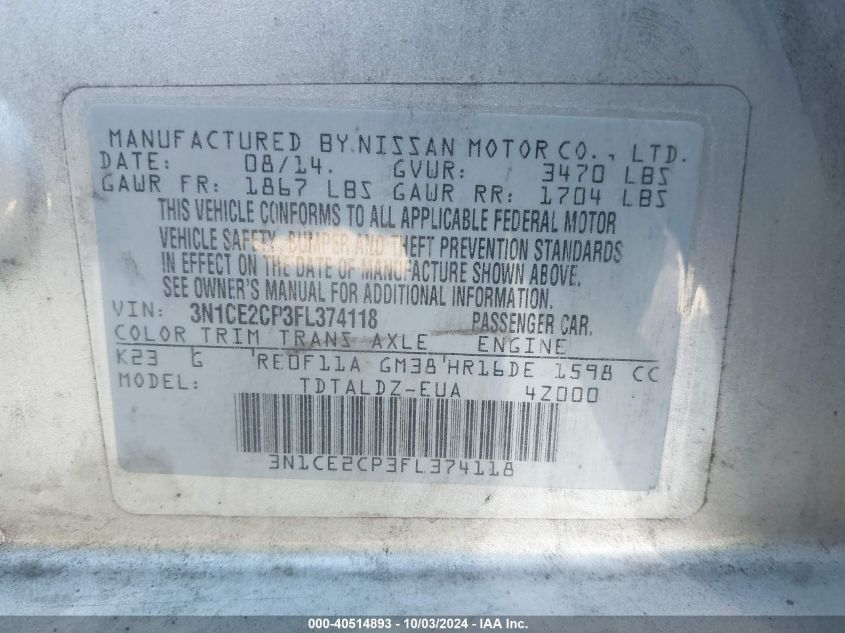 MANUFACTURED BY NISSAN MOTOR CO., LTD.
DATE: 08/14. GVWR: 3470 LBS
GAWR FR: 1867 LBS GAWR RR: 1704 LBS
THIS VEHICLE CONFORMS TO ALL APPLICABLE FEDERAL MOTOR
VEHICLE SAFETY, BUMPER AND THEFT PREVENTION STANDARDS
IN EFFECT ON THE DATE OF MANUFACTURE SHOWN ABOVE.
SEE OWNER'S MANUAL FOR ADDITIONAL INFORMATION.
VIN: 3N1CE2CP3FL374118 PASSENGER CAR.
COLOR TRIM TRANS AXLE ENGINE
K23 G 'RE0F11A GM38'HR16DE 1598 CC
MODEL: TDTALDZ-EUA 4Z000
3N1CE2CP3FL374118
000-40514893 - 10/03/2024 - IAA Inc.